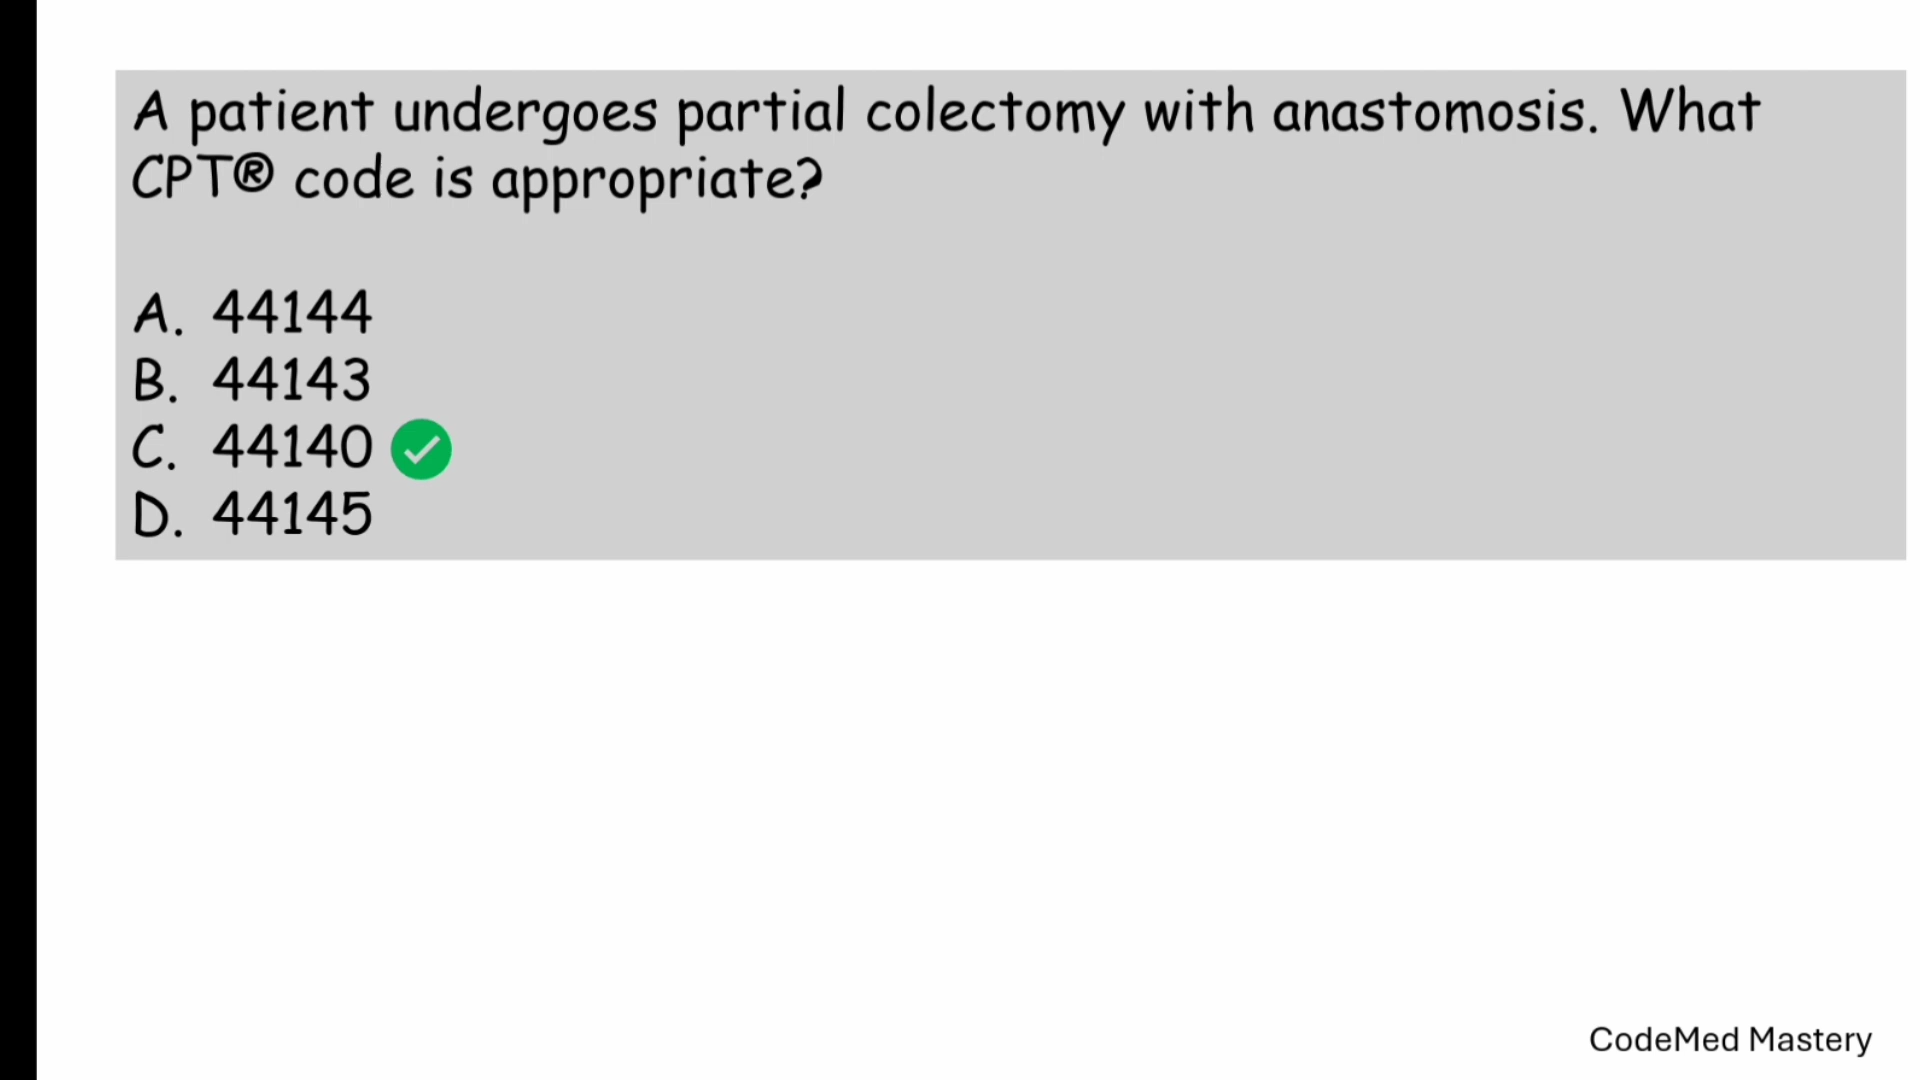 A patient undergoes partial colectomy with anastomosis. What
CPT® code is appropriate?
A. 44144
B. 44143
C. 44140
D. 44145
CodeMed Mastery